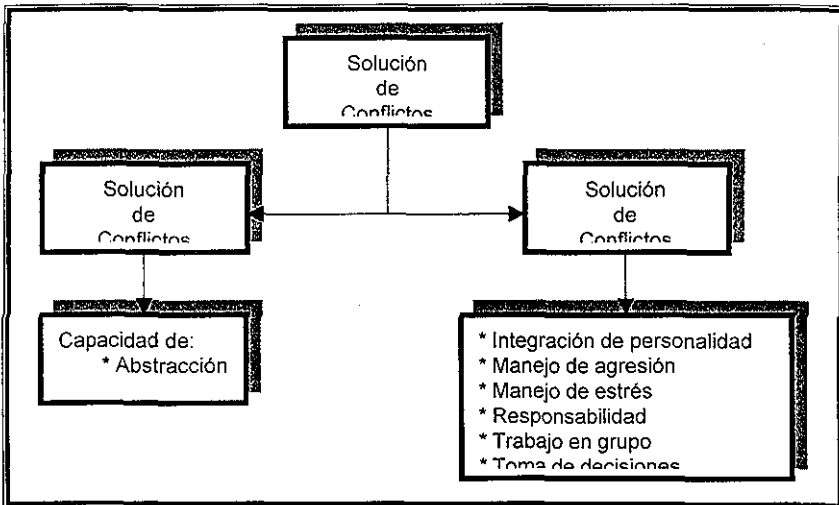 Solución
de
Conflictos
Solución
de
Conflictos
Solución
de
Conflictos
Capacidad de:
* Abstracción
* Integración de personalidad
* Manejo de agresión
* Manejo de estrés
* Responsabilidad
* Trabajo en grupo
* Toma de decisiones